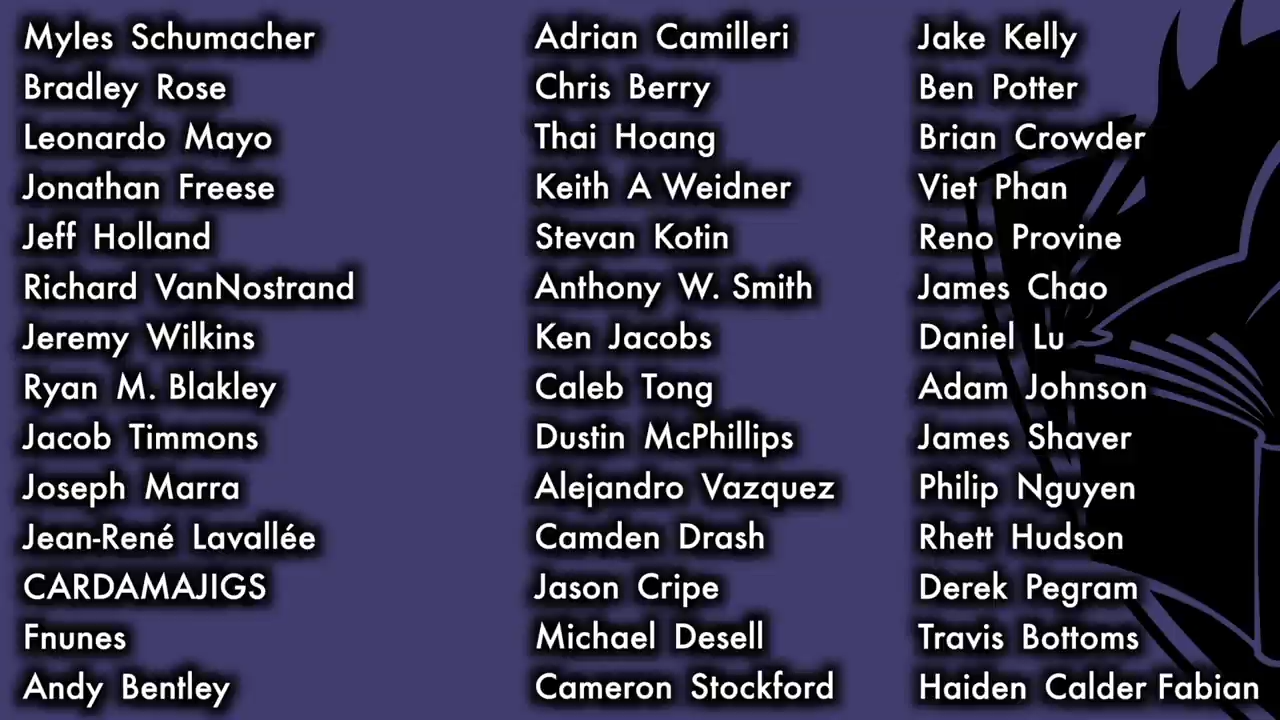 Myles Schumacher
Bradley Rose
Leonardo Mayo
Jonathan Freese
Jeff Holland
Richard VanNostrand
Jeremy Wilkins
Ryan M. Blakley
Jacob Timmons
Joseph Marra
Jean-René Lavallée
CARDAMAJIGS
Fnunes
Andy Bentley
Adrian Camilleri
Chris Berry
Thai Hoang
Keith A Weidner
Stevan Kotin
Anthony W. Smith
Ken Jacobs
Caleb Tong
Dustin McPhillips
Alejandro Vazquez
Camden Drash
Jason Cripe
Michael Desell
Cameron Stockford
Jake Kelly
Ben Potter
Brian Crowder
Viet Phan
Reno Provine
James Chao
Daniel Lu
Adam Johnson
James Shaver
Philip Nguyen
Rhett Hudson
Derek Pegram
Travis Bottoms
Haiden Calder Fabian